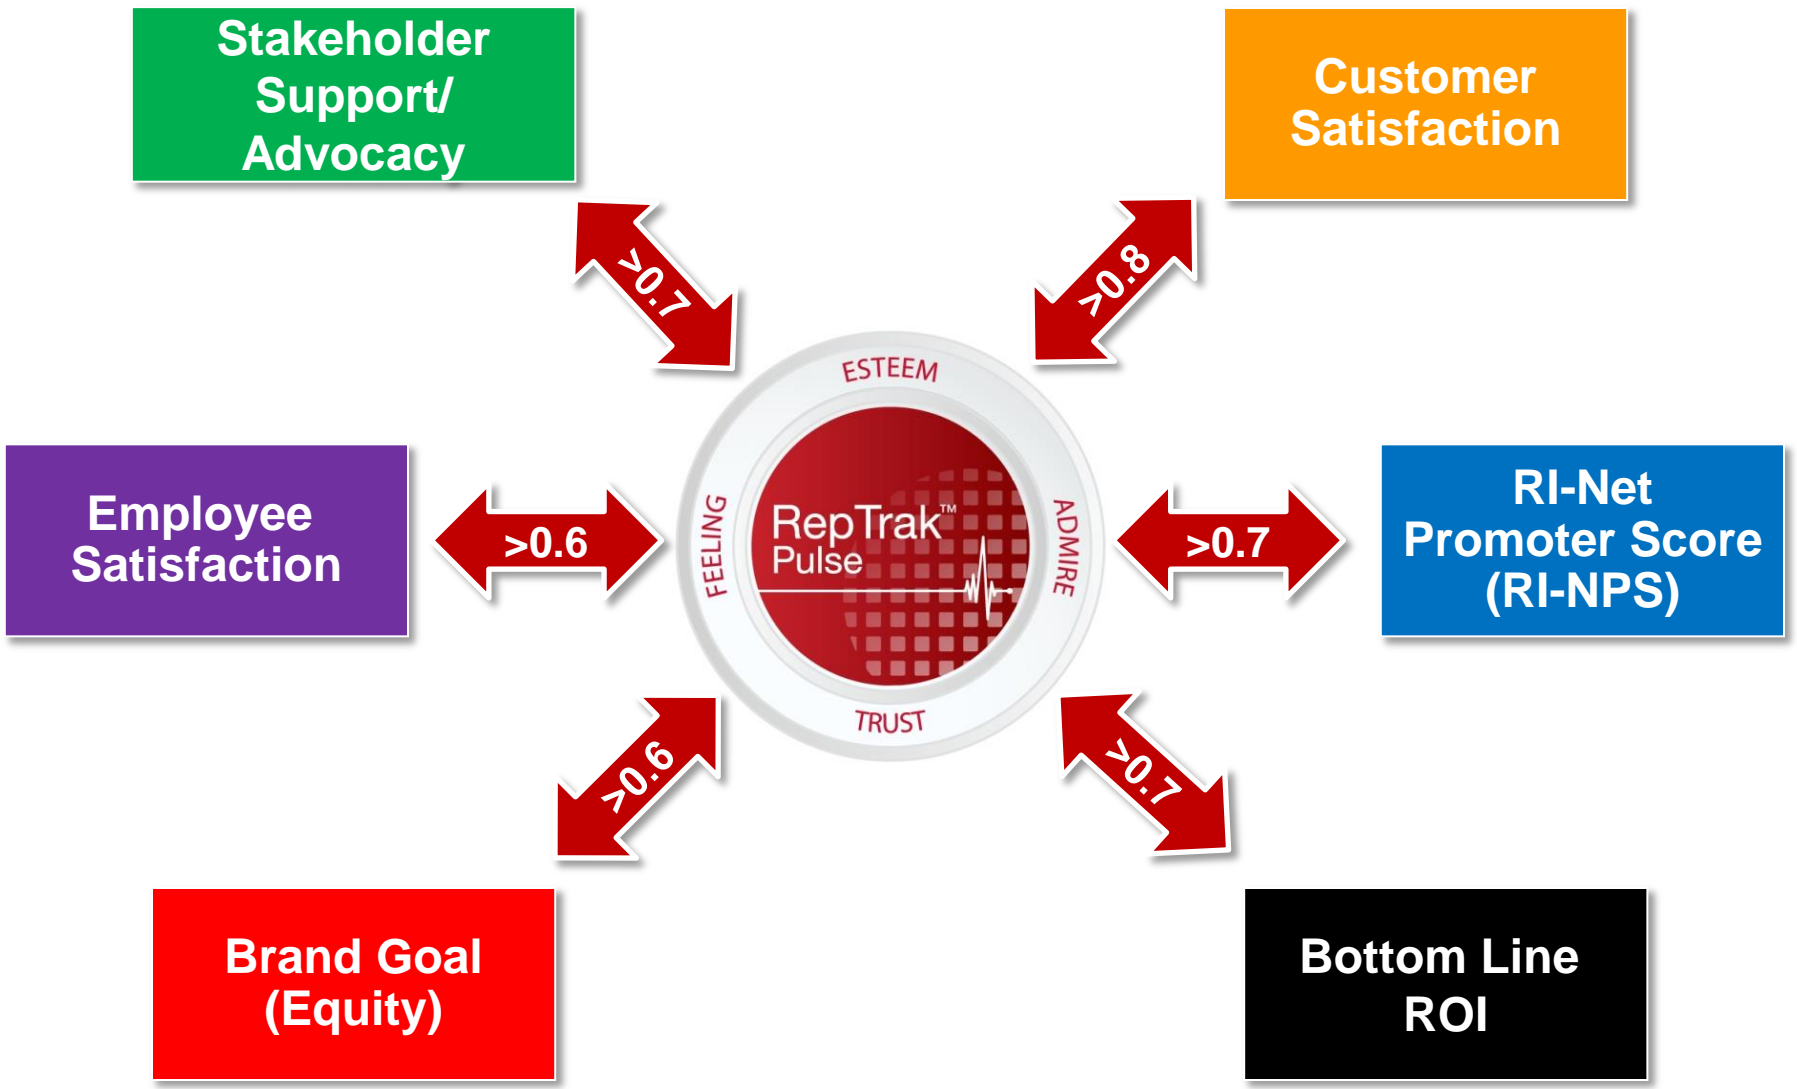 Stakeholder
Support/
Advocacy
Customer
Satisfaction
>0.7
>0.8
ESTEEM
FEELING
ADMIRE
TRUST
RepTrak™
Pulse
Employee
Satisfaction
>0.6
>0.7
RI-Net
Promoter Score
(RI-NPS)
>0.6
>0.7
Brand Goal
(Equity)
Bottom Line
ROI